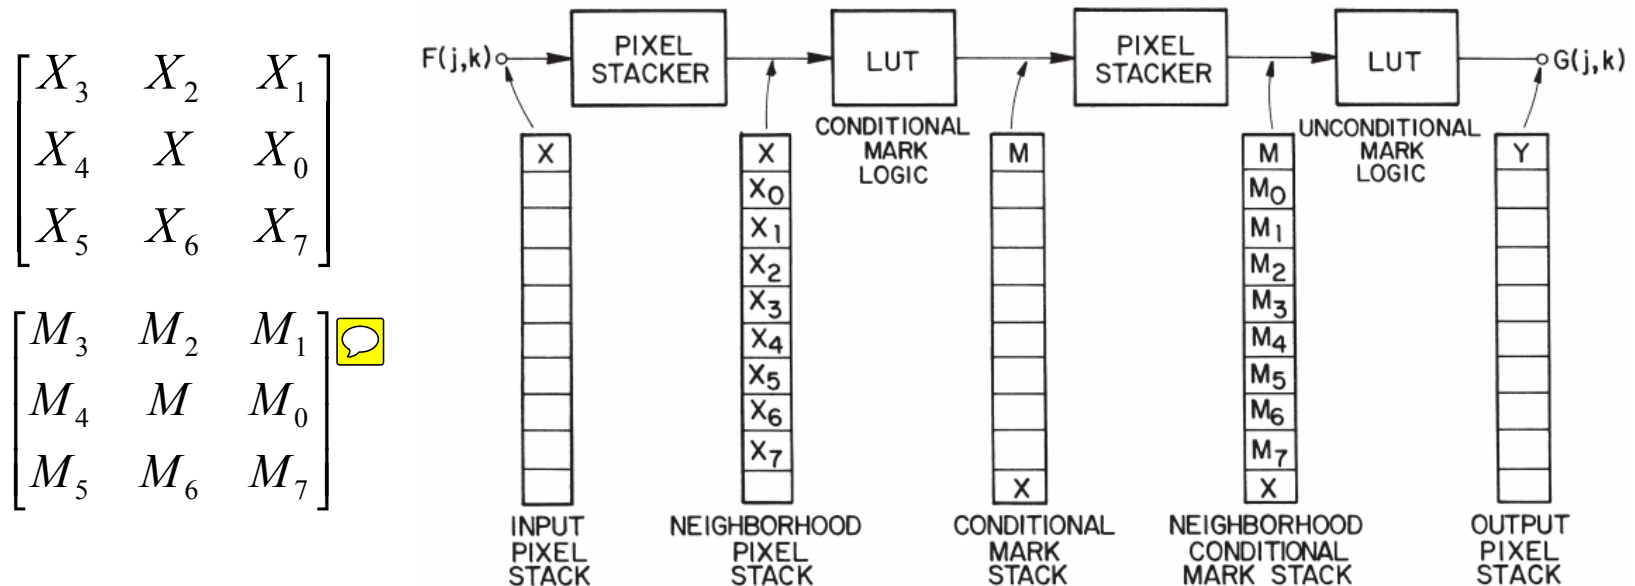 X3 X2 X1
X4 X X0
X5 X6 X7
M3 M2 M1
M4 M M0
M5 M6 M7
F(j,k)
PIXEL
STACKER
LUT
PIXEL
STACKER
LUT
G(j,k)
CONDITIONAL
MARK
LOGIC
UNCONDITIONAL
MARK
LOGIC
X
X
X0
X1
X2
X3
X4
X5
X6
X7
M
X
M
M0
M1
M2
M3
M4
M5
M6
M7
X
Y
INPUT
PIXEL
STACK
NEIGHBORHOOD
PIXEL
STACK
CONDITIONAL
MARK
STACK
NEIGHBORHOOD
CONDITIONAL
MARK STACK
OUTPUT
PIXEL
STACK